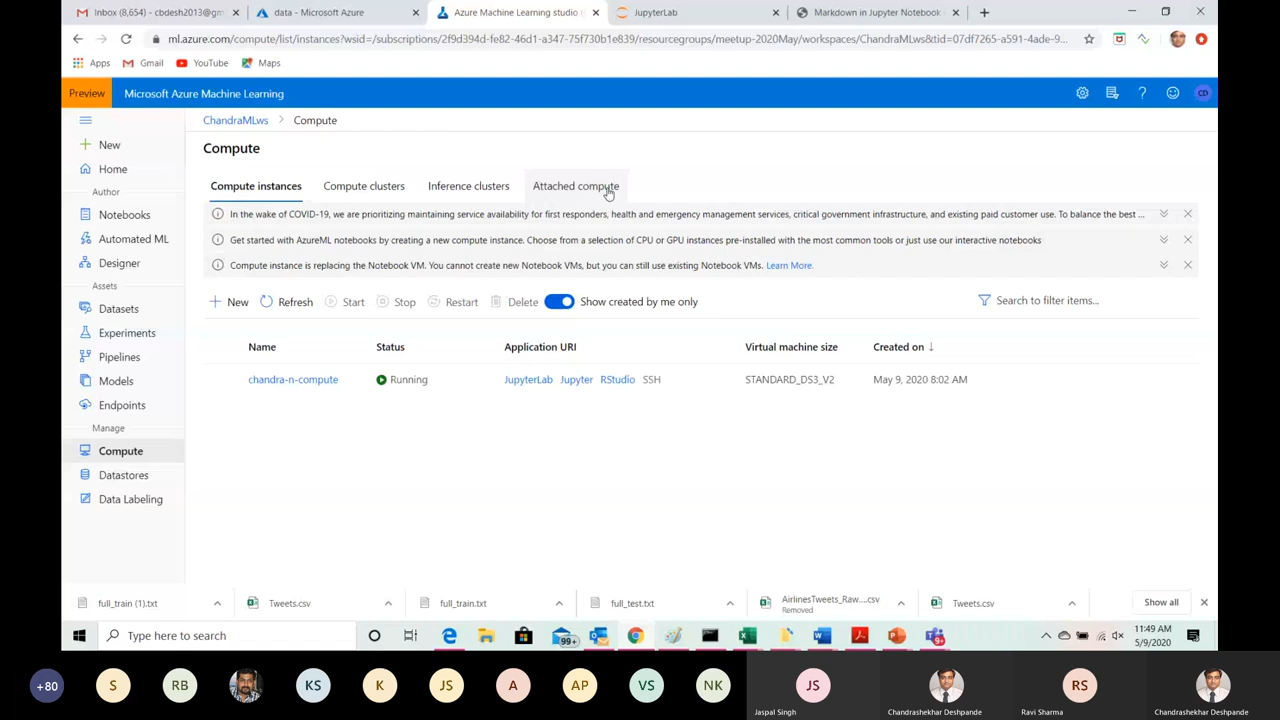 Inbox (8,654) - cbdesh2013@gm
data - Microsoft Azure
Azure Machine Learning studio
JupyterLab
Markdown in Jupyter Notebook
ml.azure.com/compute/list/instances?wsid=/subscriptions/2f9d394d-fe82-46d1-a347-75f730b1e839/resourcegroups/meetup-2020May/workspaces/ChandraMLws&tid=07df7265-a591-4ade-9...
Apps
Gmail
YouTube
Maps
Preview
Microsoft Azure Machine Learning
CD
New
Home
Author
Notebooks
Automated ML
Designer
Assets
Datasets
Experiments
Pipelines
Models
Endpoints
Manage
Compute
Datastores
Data Labeling
ChandraMLws > Compute
Compute
Compute instances Compute clusters Inference clusters Attached compute
In the wake of COVID-19, we are prioritizing maintaining service availability for first responders, health and emergency management services, critical government infrastructure, and existing paid customer use. To balance the best ...
Get started with AzureML notebooks by creating a new compute instance. Choose from a selection of CPU or GPU instances pre-installed with the most common tools or just use our interactive notebooks
Compute instance is replacing the Notebook VM. You cannot create new Notebook VMs, but you can still use existing Notebook VMs. Learn More.
New Refresh Start Stop Restart Delete Show created by me only Search to filter items...
Name Status Application URI Virtual machine size Created on
chandra-n-compute Running JupyterLab Jupyter RStudio SSH STANDARD_DS3_V2 May 9, 2020 8:02 AM
full_train (1).txt
Tweets.csv
full_train.txt
full_test.txt
AirlinesTweets_Raw....csv
Removed
Tweets.csv
Show all
Type here to search
99+
9+
11:49 AM
5/9/2020
+80 S RB KS K JS A AP VS NK JS RS
Jaspal Singh
Chandrashekhar Deshpande
Ravi Sharma
Chandrashekhar Deshpande